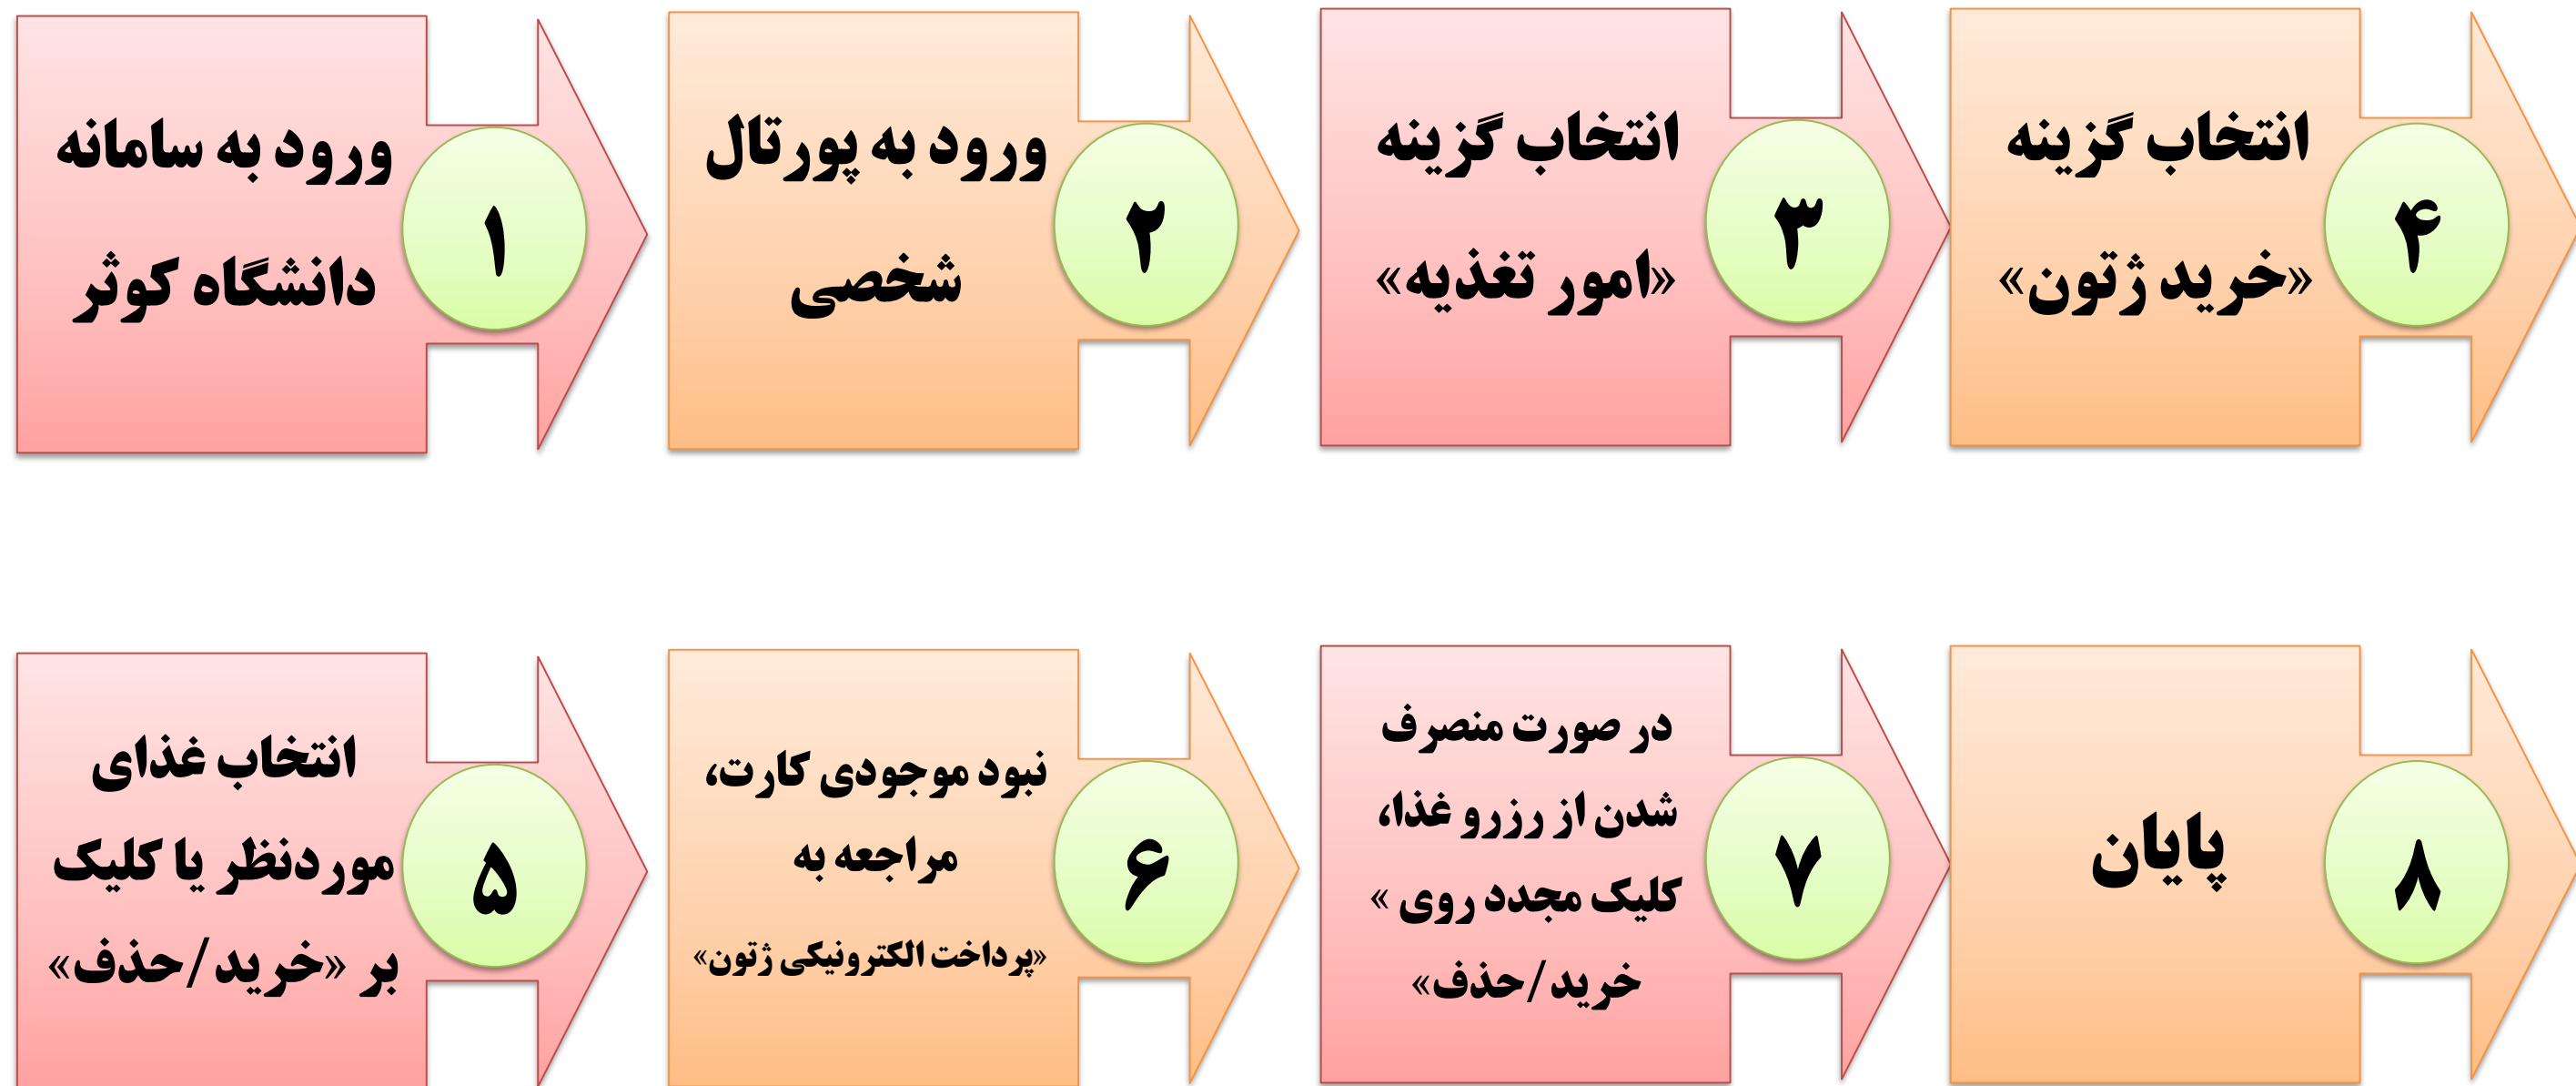 ورود به سامانه
دانشگاه کوثر
۱
ورود به پورتال
شخصی
۲
انتخاب گزینه
«امور تغذیه»
۳
انتخاب گزینه
«خرید ژتون»
۴
انتخاب غذای
موردنظر یا کلیک
بر «خرید/حذف»
۵
نبود موجودی کارت،
مراجعه به
«پرداخت الکترونیکی ژتون»
۶
در صورت منصرف
شدن از رزرو غذا،
کلیک مجدد روی »
خرید/حذف»
۷
پایان
۸